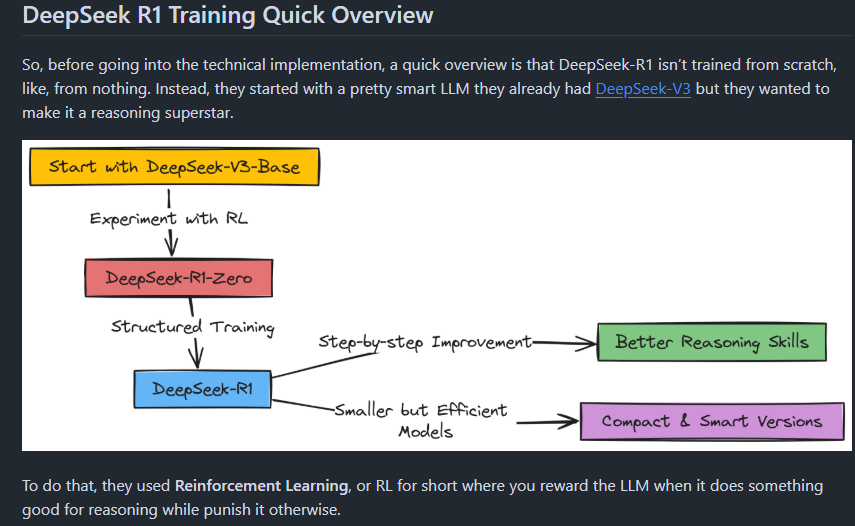 DeepSeek R1 Training Quick Overview
So, before going into the technical implementation, a quick overview is that DeepSeek-R1 isn’t trained from scratch,
like, from nothing. Instead, they started with a pretty smart LLM they already had DeepSeek-V3 but they wanted to
make it a reasoning superstar.
Start with DeepSeek-V3-Base
Experiment with RL
DeepSeek-R1-Zero
Structured Training
Step-by-step Improvement
Better Reasoning Skills
DeepSeek-R1
Smaller but Efficient
Models
Compact & Smart Versions
To do that, they used Reinforcement Learning, or RL for short where you reward the LLM when it does something
good for reasoning while punish it otherwise.